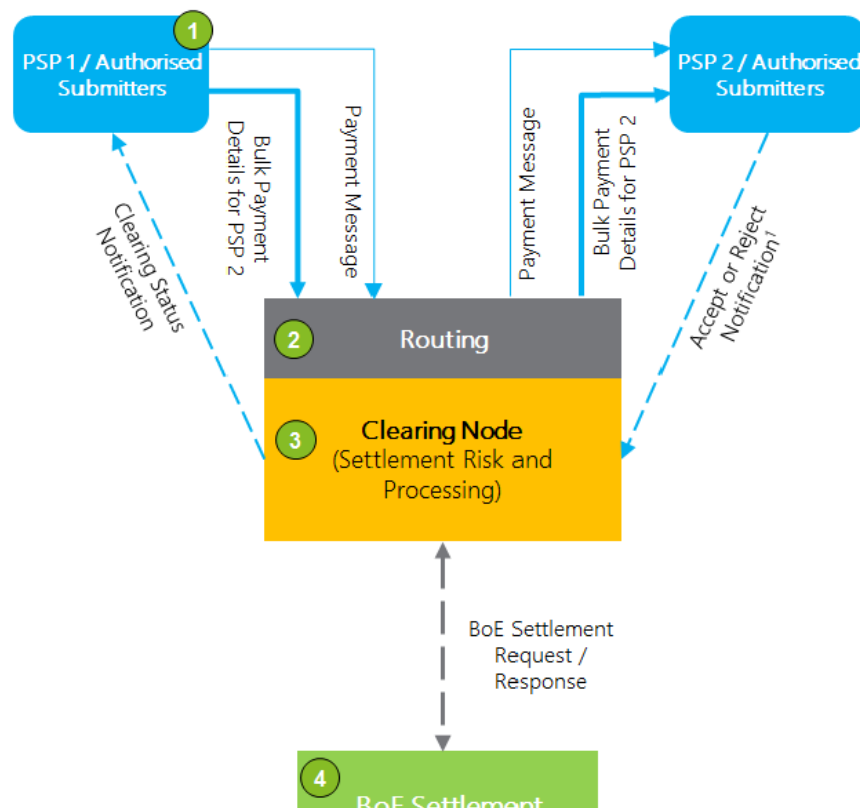 1
PSP 1 / Authorised
Submitters
PSP 2 / Authorised
Submitters
Clearing Status
Notification
Bulk Payment
Details for PSP 2
Payment Message
Payment Message
Bulk Payment
Details for PSP 2
Accept or Reject
Notification¹
2
Routing
3
Clearing Node
(Settlement Risk and
Processing)
BoE Settlement
Request /
Response
4
BoE Settlement